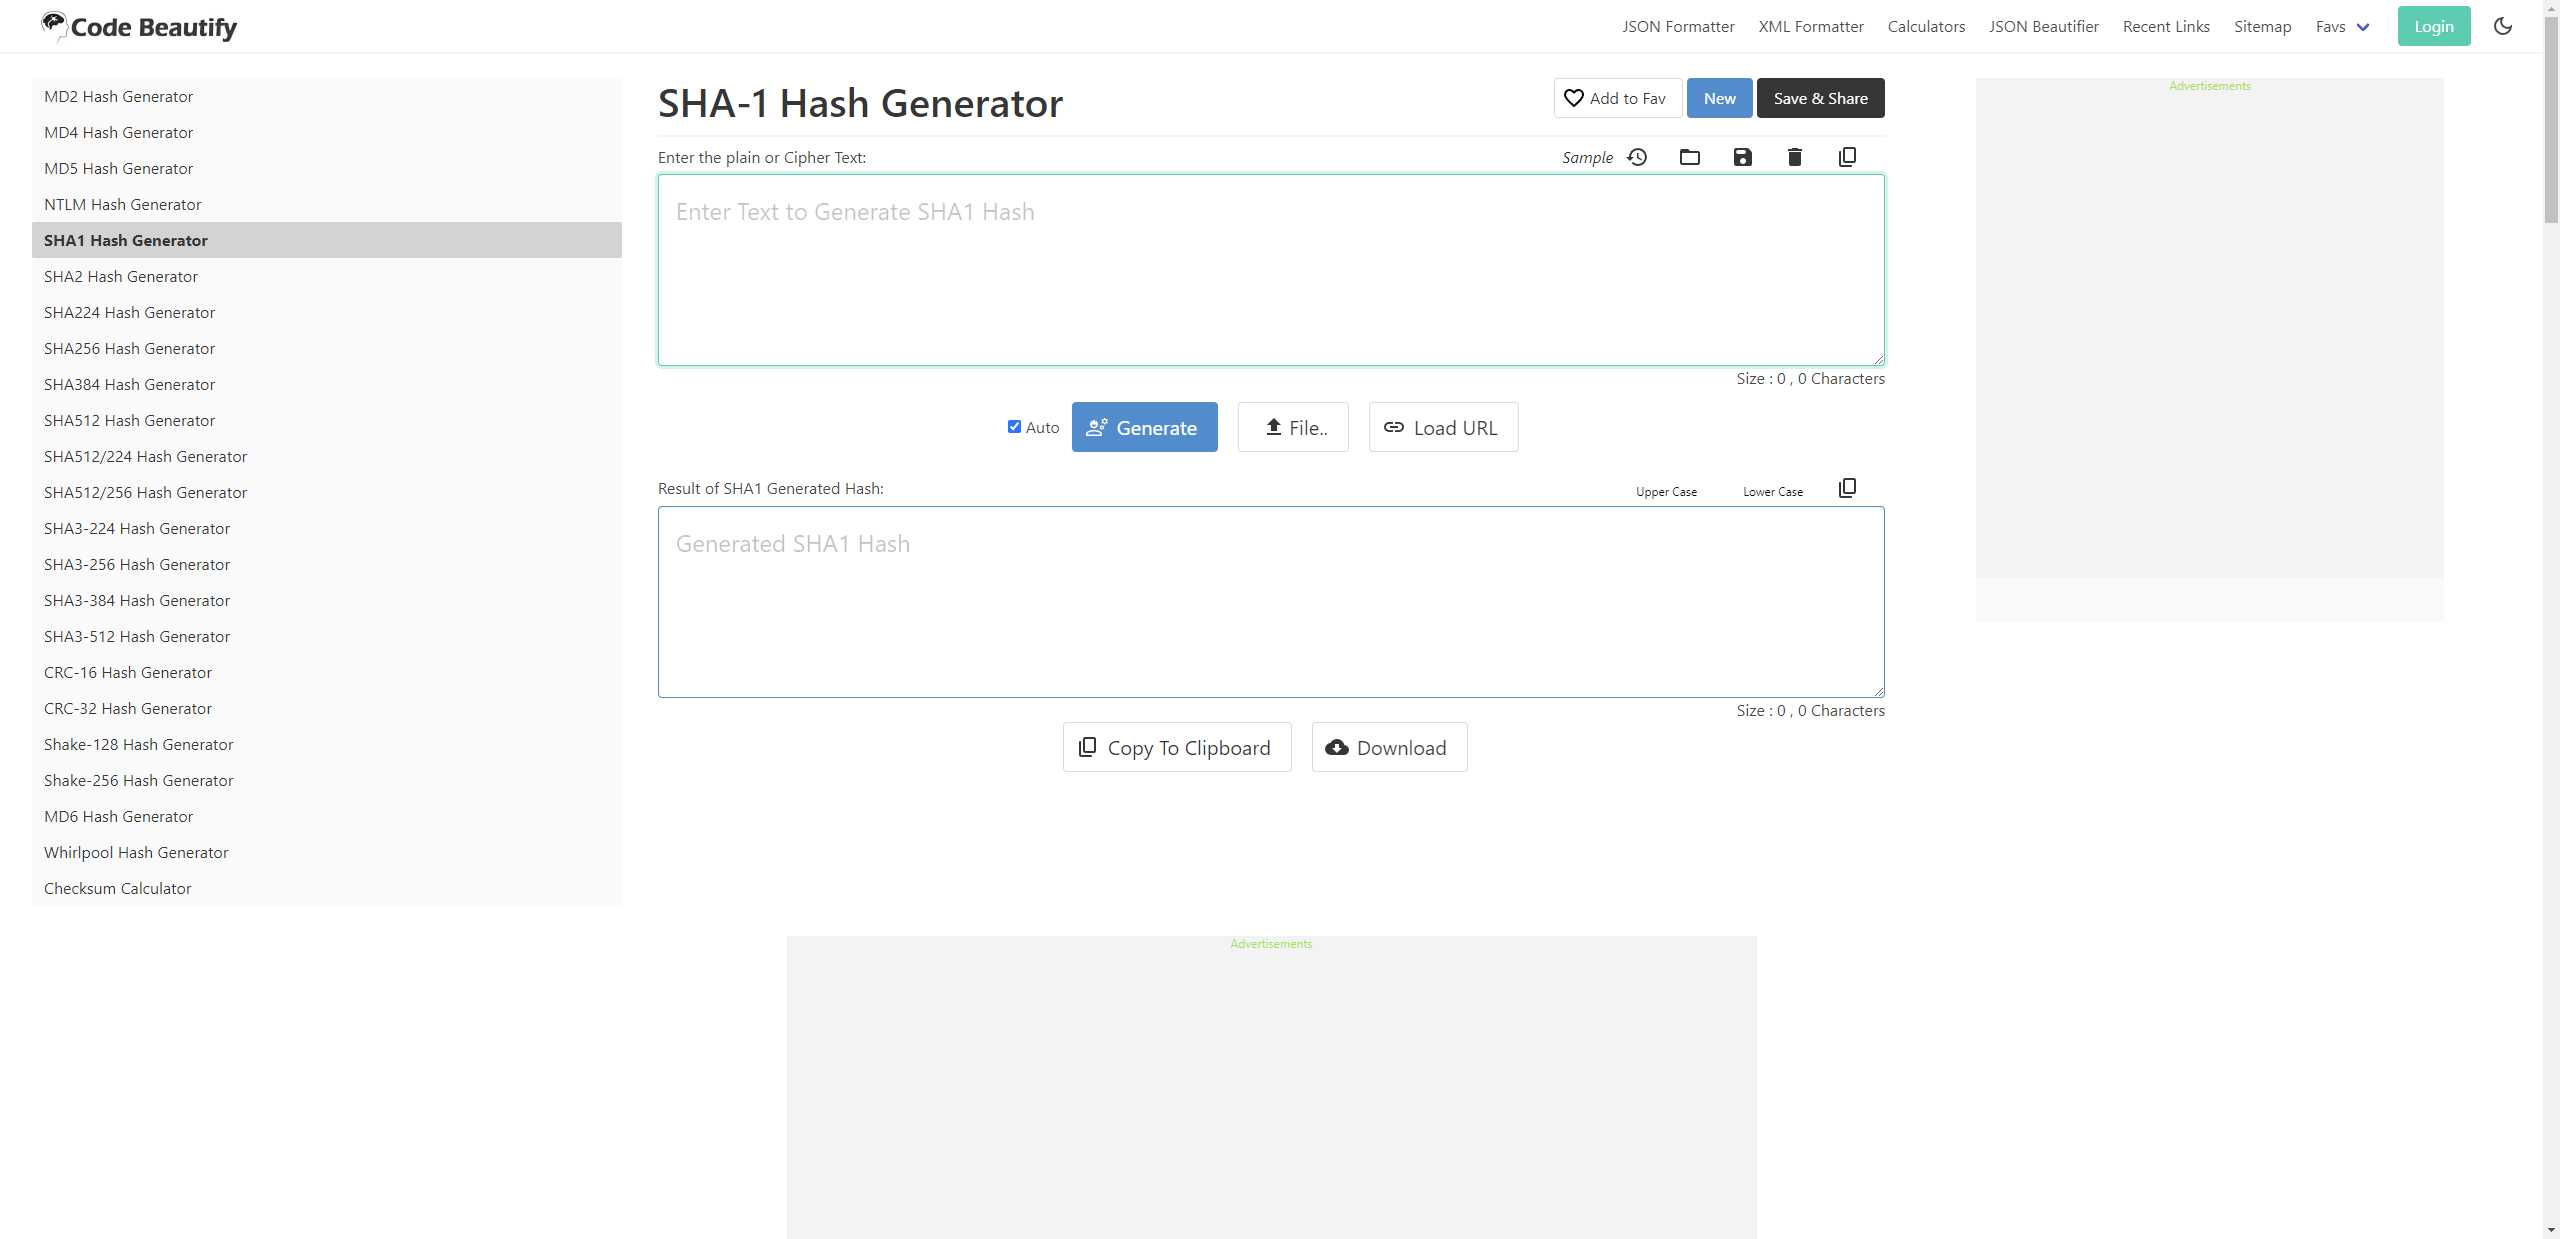 Code Beautify
JSON Formatter XML Formatter Calculators JSON Beautifier Recent Links Sitemap Favs Login
MD2 Hash Generator
MD4 Hash Generator
MD5 Hash Generator
NTLM Hash Generator
SHA1 Hash Generator
SHA2 Hash Generator
SHA224 Hash Generator
SHA256 Hash Generator
SHA384 Hash Generator
SHA512 Hash Generator
SHA512/224 Hash Generator
SHA512/256 Hash Generator
SHA3-224 Hash Generator
SHA3-256 Hash Generator
SHA3-384 Hash Generator
SHA3-512 Hash Generator
CRC-16 Hash Generator
CRC-32 Hash Generator
Shake-128 Hash Generator
Shake-256 Hash Generator
MD6 Hash Generator
Whirlpool Hash Generator
Checksum Calculator
SHA-1 Hash Generator
Add to Fav New Save & Share
Enter the plain or Cipher Text: Sample
Enter Text to Generate SHA1 Hash
Size : 0 , 0 Characters
Auto Generate File.. Load URL
Result of SHA1 Generated Hash: Upper Case Lower Case
Generated SHA1 Hash
Size : 0 , 0 Characters
Copy To Clipboard Download
Advertisements
Advertisements